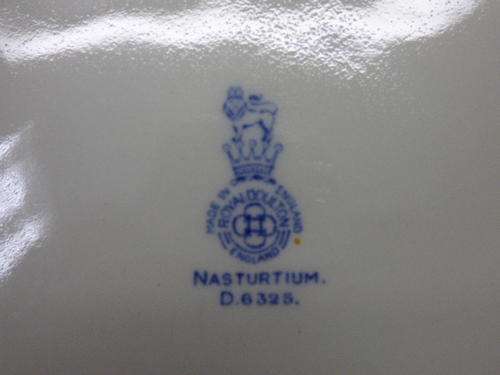 MADE IN ENGLAND
ROYAL DOULTON
ENGLAND
NASTURTIUM.
D.6325.